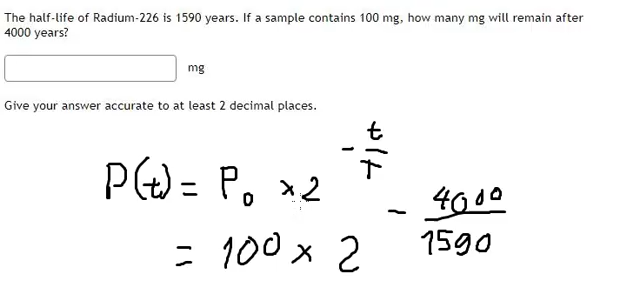 The half-life of Radium-226 is 1590 years. If a sample contains 100 mg, how many mg will remain after
4000 years?
mg
Give your answer accurate to at least 2 decimal places.
P(t) = P₀ × 2^(-t/T)
= 100 × 2^(-4000/1590)